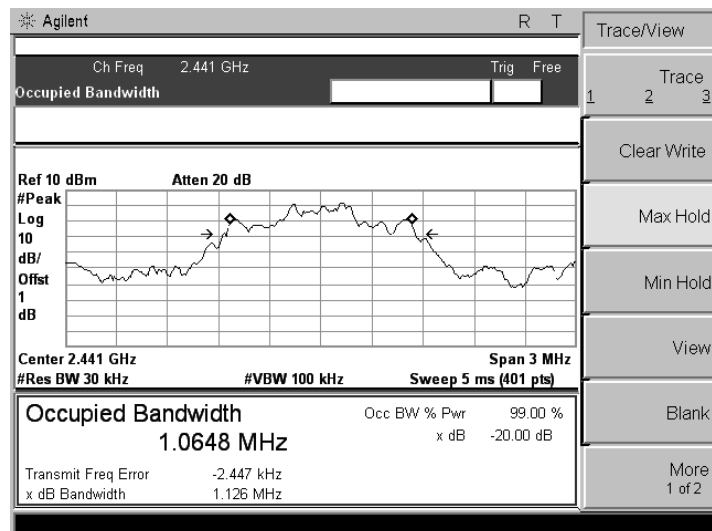 Agilent R T
Trace/View
Ch Freq 2.441 GHz Trig Free
Occupied Bandwidth
Trace
1 2 3
Clear Write
Max Hold
Min Hold
View
Blank
More
1 of 2
Ref 10 dBm Atten 20 dB
#Peak
Log
10
dB/
Offst
1
dB
Center 2.441 GHz Span 3 MHz
#Res BW 30 kHz #VBW 100 kHz Sweep 5 ms (401 pts)
Occupied Bandwidth Occ BW % Pwr 99.00 %
1.0648 MHz x dB -20.00 dB
Transmit Freq Error -2.447 kHz
x dB Bandwidth 1.126 MHz